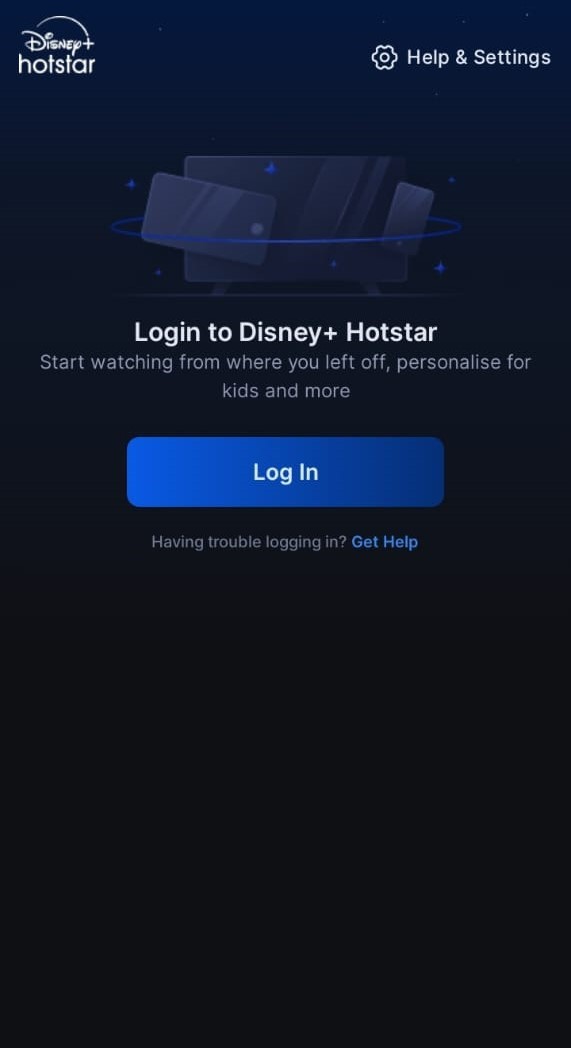 Disney+
hotstar
Help & Settings
Login to Disney+ Hotstar
Start watching from where you left off, personalise for
kids and more
Log In
Having trouble logging in? Get Help